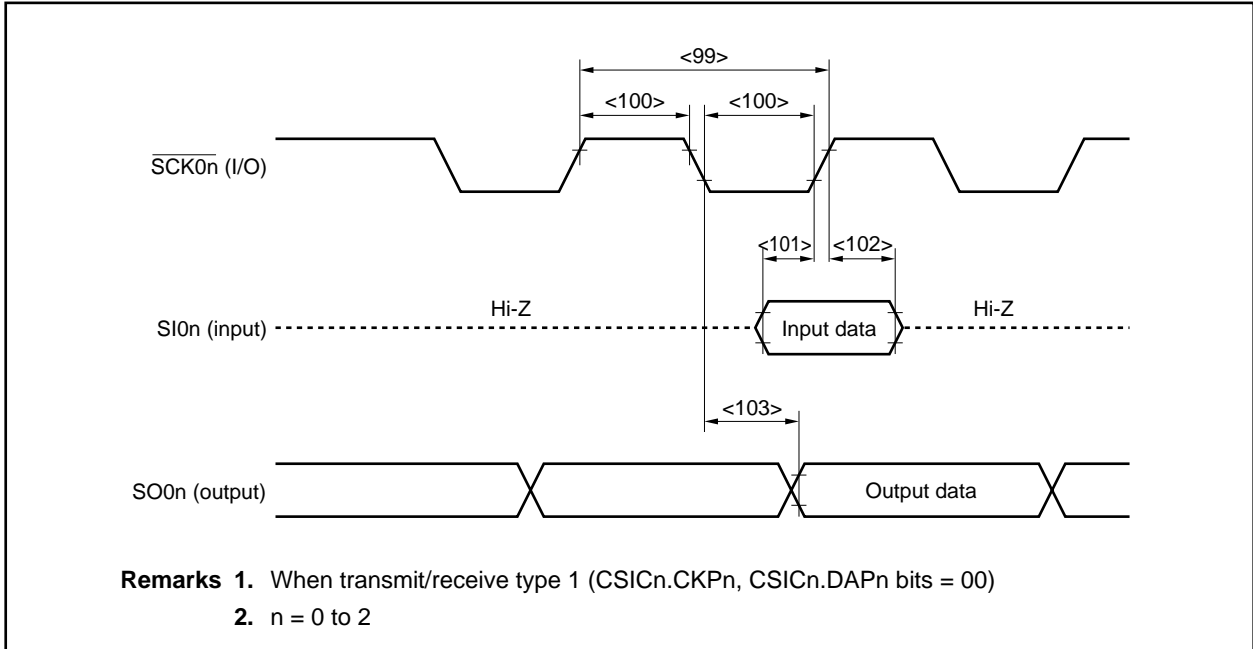 <99>
<100> <100>
SCK0n (I/O)
<101> <102>
Hi-Z Hi-Z
SI0n (input) Input data
<103>
SO0n (output) Output data
Remarks 1. When transmit/receive type 1 (CSICn.CKPn, CSICn.DAPn bits = 00)
2. n = 0 to 2